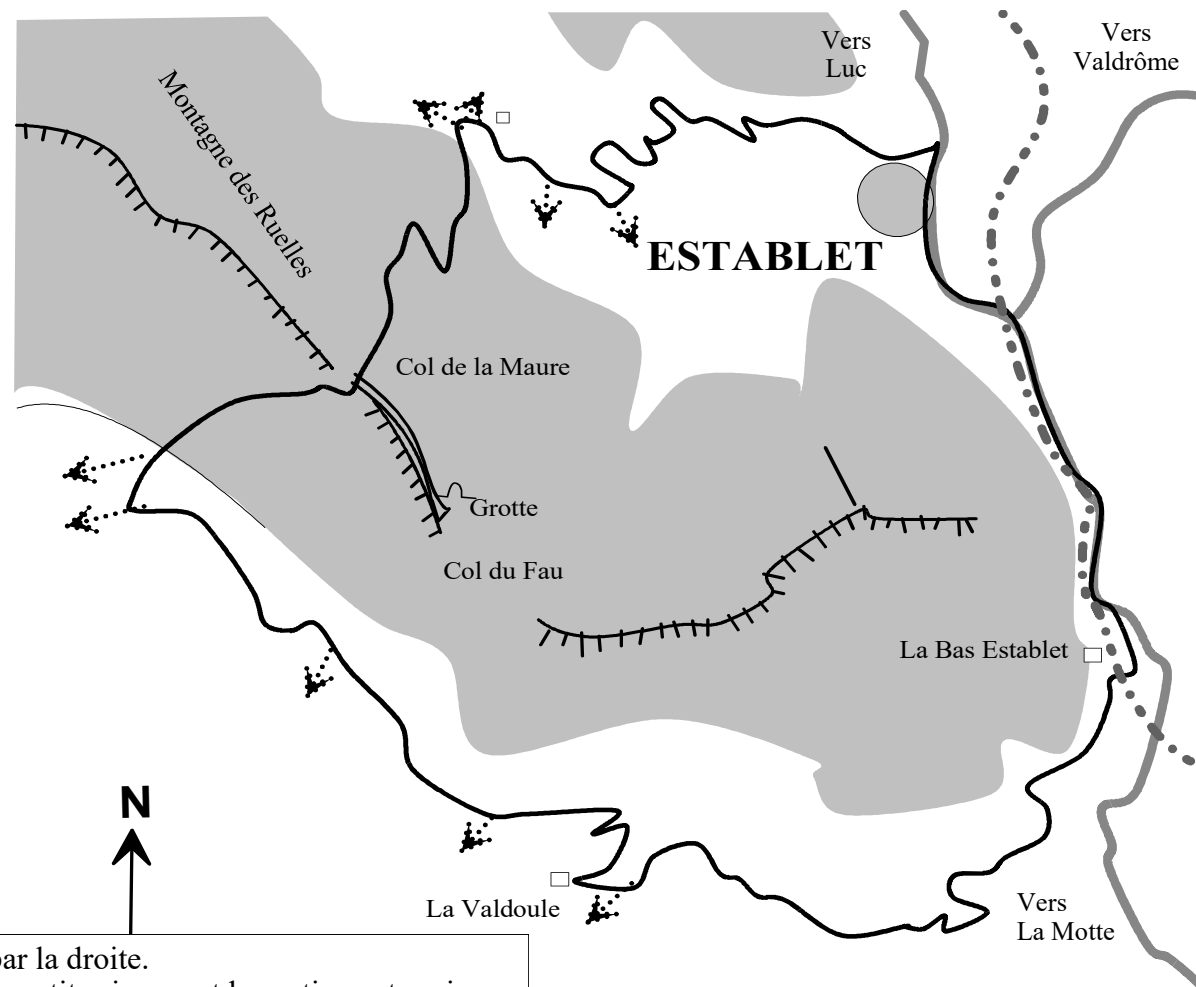 Vers
Luc
Vers
Valdrôme
Montagne des Ruelles
ESTABLET
Col de la Maure
Grotte
Col du Fau
La Bas Establet
N
La Valdoule
Vers
La Motte
par la droite.